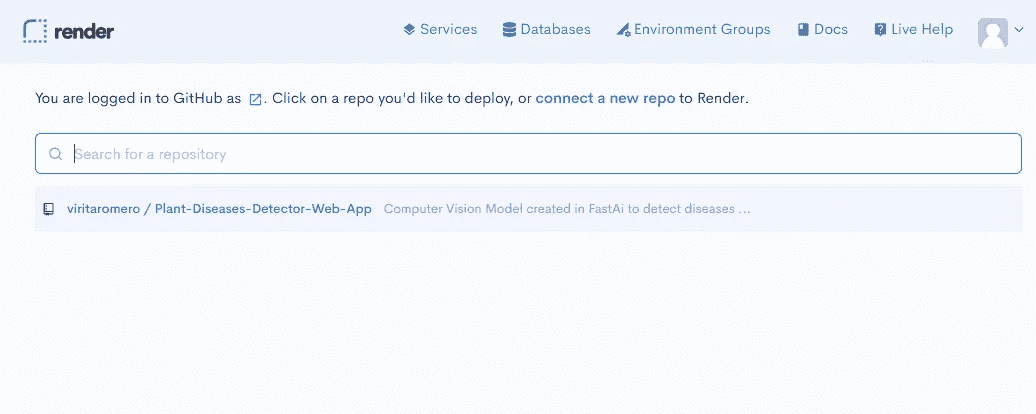 render Services Databases Environment Groups Docs Live Help
You are logged in to GitHub as . Click on a repo you'd like to deploy, or connect a new repo to Render.
Search for a repository
viritaromero / Plant-Diseases-Detector-Web-App Computer Vision Model created in FastAi to detect diseases ...